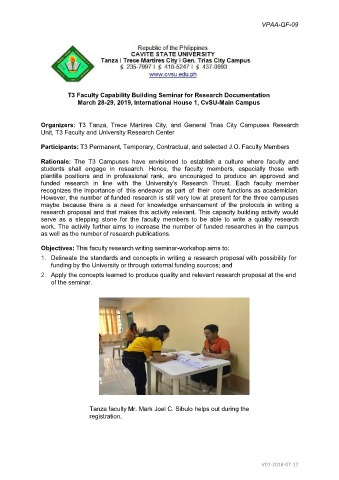 VPAA-QF-09
Republic of the Philippines
CAVITE STATE UNIVERSITY
Tanza I Trece Martires City I Gen. Trias City Campuses
235-7997 I 419-5247 I 437-0693
www.cvsu.edu.ph
T3 Faculty Capability Building Seminar for Research Documentation
March 28-29, 2019, International House 1, CvSU-Main Campus
Organizers: T3 Tanza, Trece Martires City, and General Trias City Campuses Research
Unit, T3 Faculty and University Research Center
Participants: T3 Permanent, Temporary, Contractual, and selected J.O. Faculty Members
Rationale: The T3 Campuses have envisioned to establish a culture where faculty and
students shall engage in research. Hence, the faculty members, especially those with
plantilla positions and in professional rank, are encouraged to produce an approved and
funded research in line with the University's Research Thrust. Each faculty member
recognizes the importance of this endeavor as part of their core functions as academician.
However, the number of funded research is still very low at present for the three campuses
maybe because there is a need for knowledge enhancement of the protocols in writing a
research proposal and that makes this activity relevant. This capacity building activity would
serve as a stepping stone for the faculty members to be able to write a quality research
work. The activity further aims to increase the number of funded researches in the campus
as well as the number of research publications.
Objectives: This faculty research writing seminar-workshop aims to:
1. Delineate the standards and concepts in writing a research proposal with possibility for
funding by the University or through external funding sources; and
2. Apply the concepts learned to produce quality and relevant research proposal at the end
of the seminar.
Tanza faculty Mr. Mark Joel C. Sibulo helps out during the
registration.
V01-2018-07-17